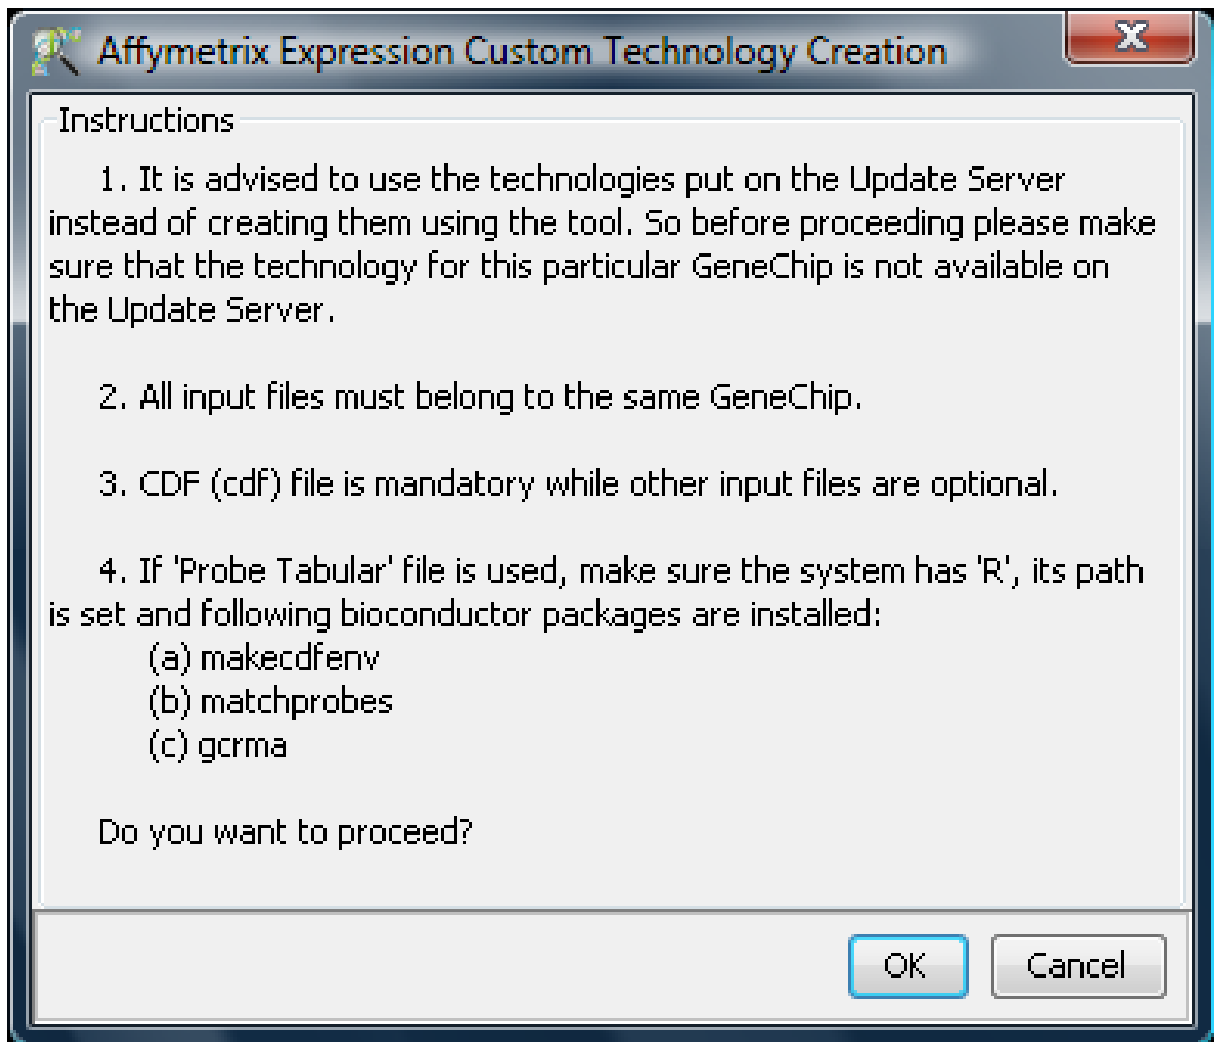 Affymetrix Expression Custom Technology Creation
Instructions
1. It is advised to use the technologies put on the Update Server
instead of creating them using the tool. So before proceeding please make
sure that the technology for this particular GeneChip is not available on
the Update Server.
2. All input files must belong to the same GeneChip.
3. CDF (cdf) file is mandatory while other input files are optional.
4. If 'Probe Tabular' file is used, make sure the system has 'R', its path
is set and following bioconductor packages are installed:
(a) makecdfenv
(b) matchprobes
(c) gcrma
Do you want to proceed?
OK Cancel